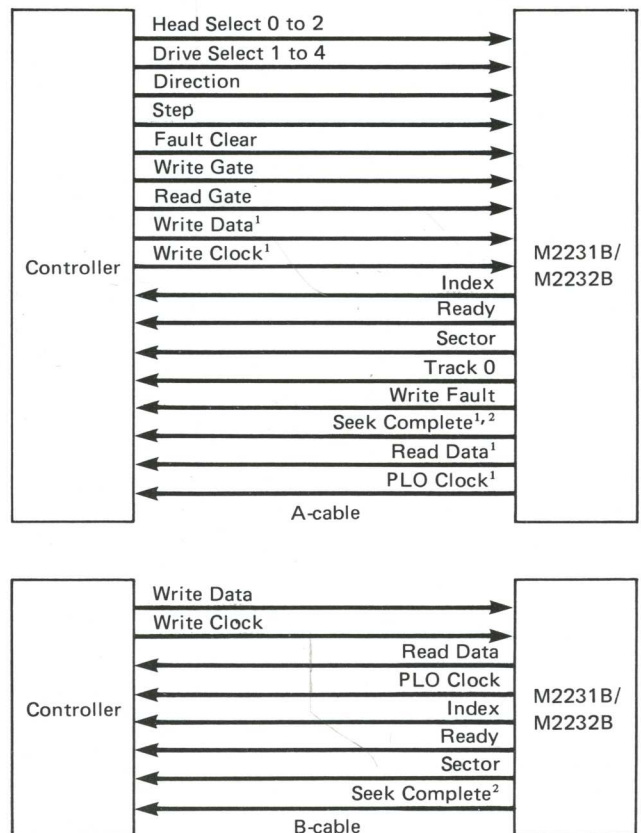 Head Select 0 to 2
Drive Select 1 to 4
Direction
Step
Fault Clear
Write Gate
Read Gate
Write Data¹
Write Clock¹
Controller
M2231B/
M2232B
Index
Ready
Sector
Track 0
Write Fault
Seek Complete¹,²
Read Data¹
PLO Clock¹
A-cable
Write Data
Write Clock
Read Data
PLO Clock
Controller
M2231B/
M2232B
Index
Ready
Sector
Seek Complete²
B-cable